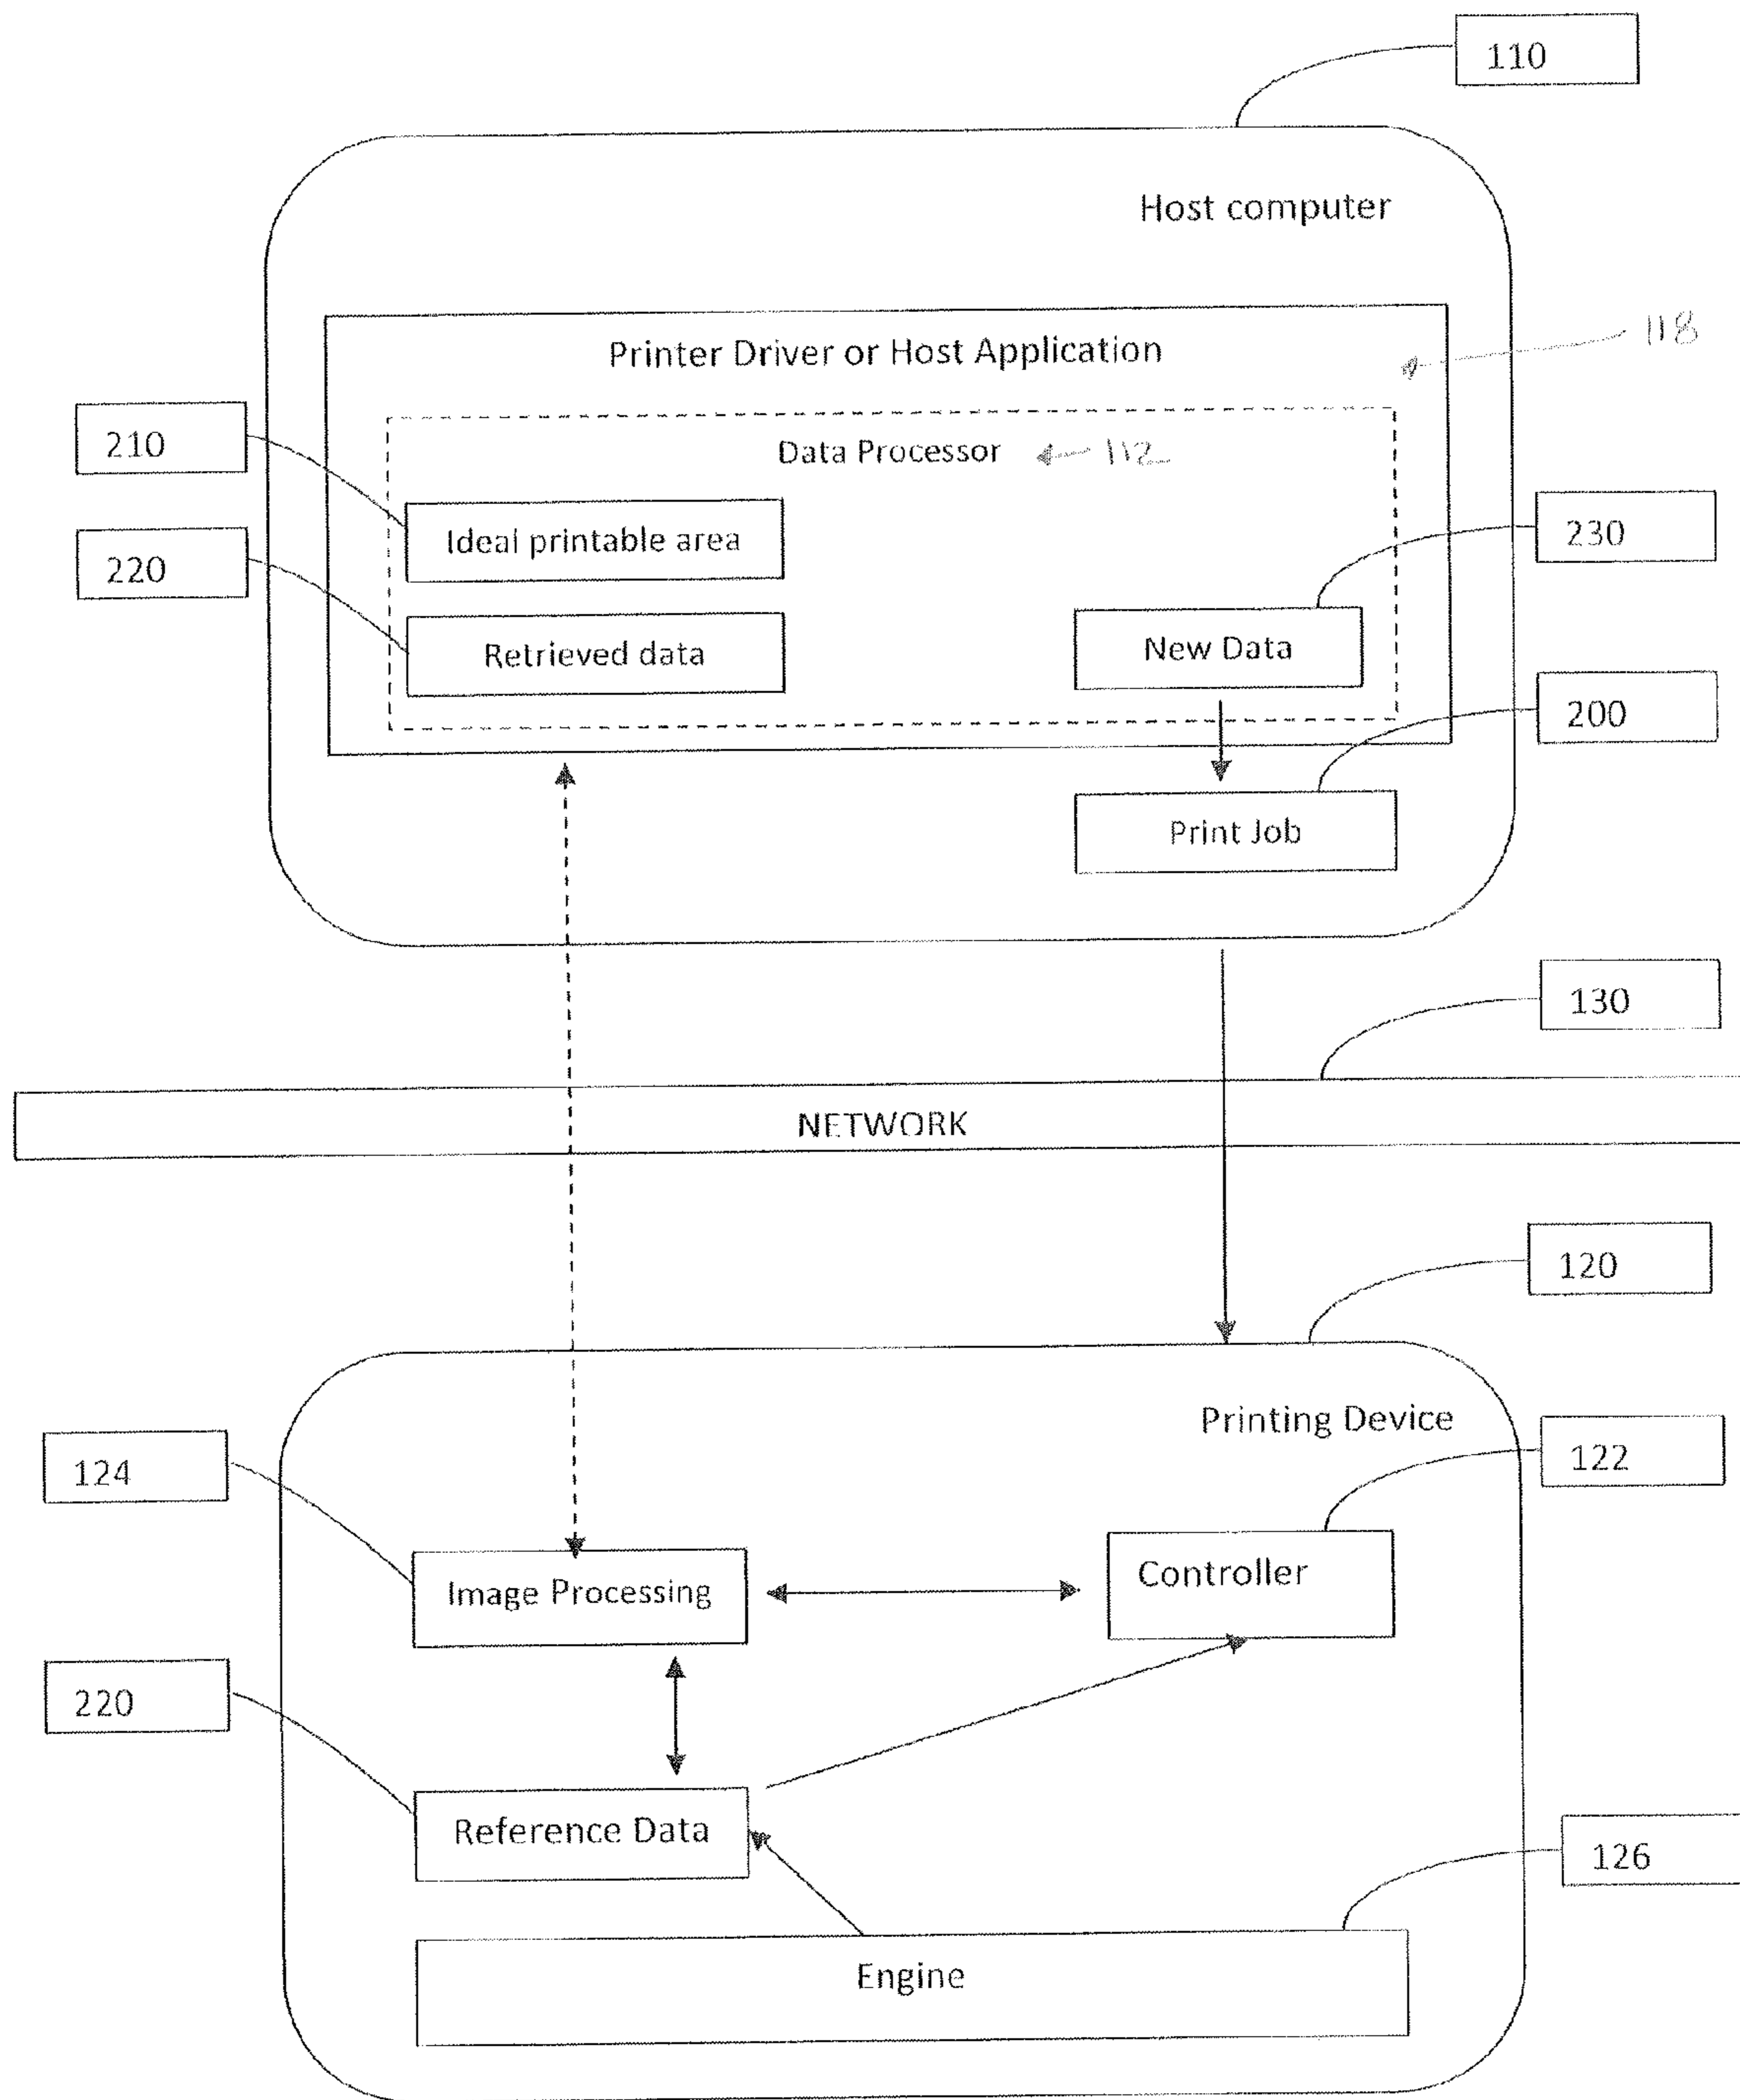 110
Host computer
Printer Driver or Host Application
118
210
Data Processor
112
Ideal printable area
230
220
Retrieved data
New Data
200
Print Job
130
NETWORK
120
Printing Device
124
122
Image Processing
Controller
220
Reference Data
126
Engine